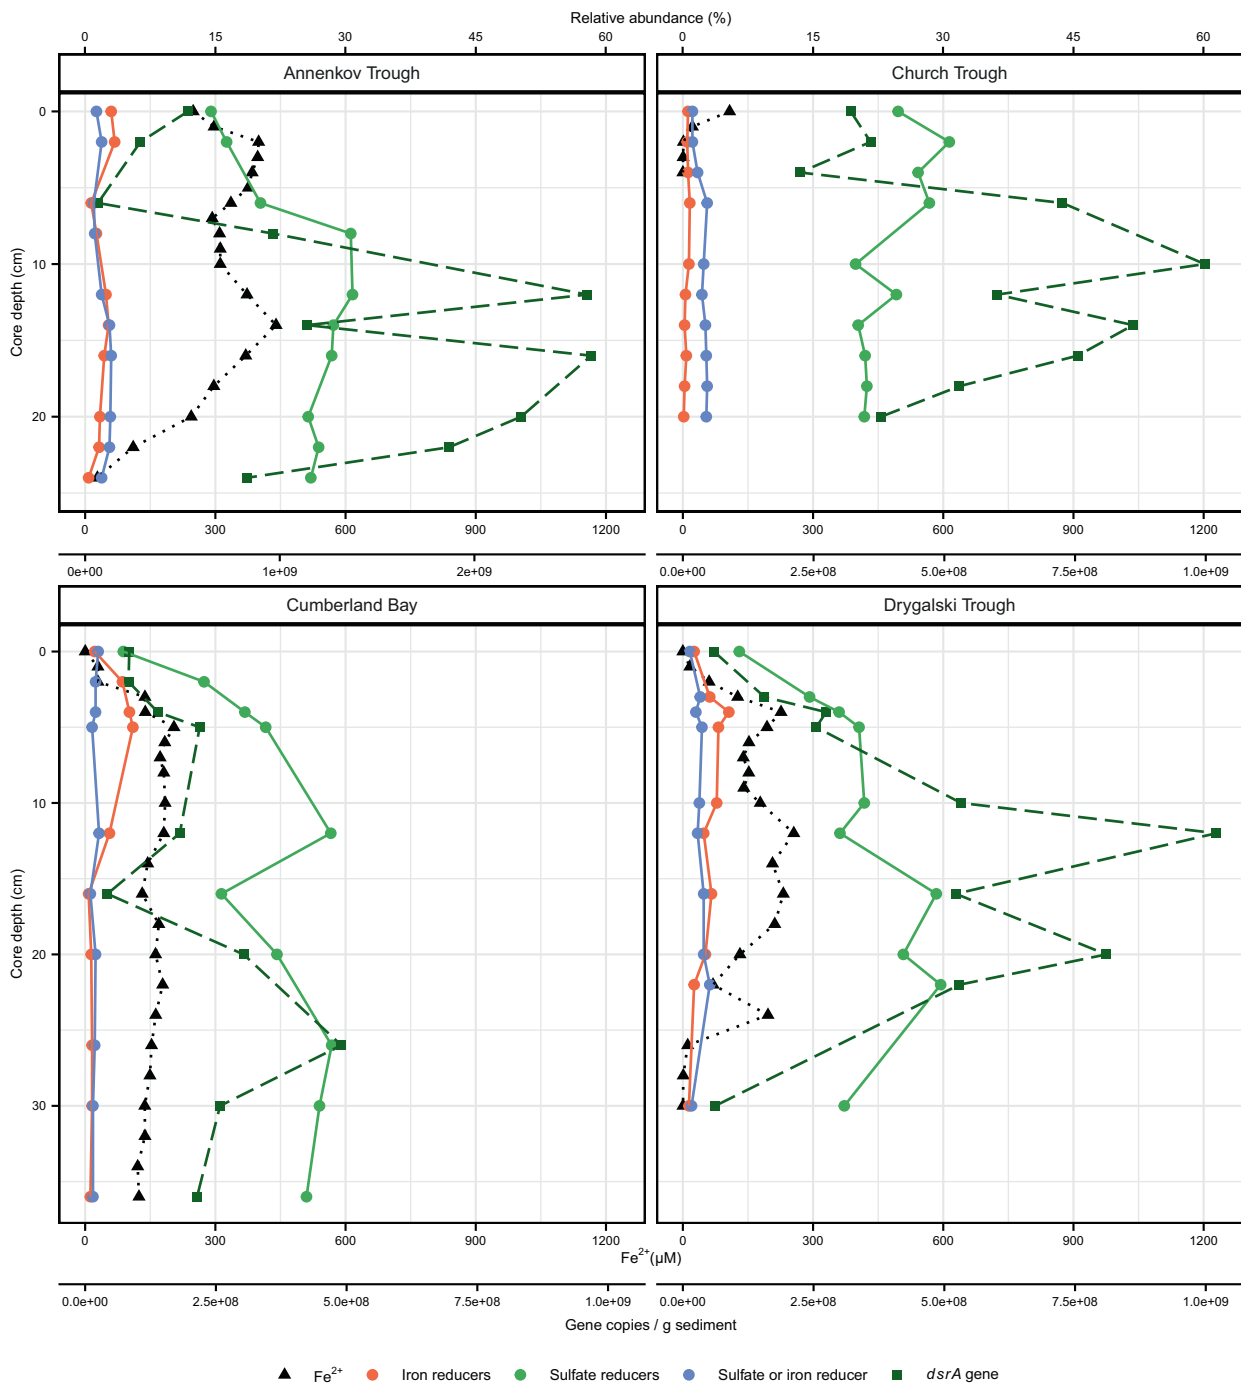 Relative abundance (%)
0 15 30 45 60 0 15 30 45 60
Annenkov Trough Church Trough
0
10
20
Core depth (cm)
0 300 600 900 1200 0 300 600 900 1200
0e+00 1e+09 2e+09 0.0e+00 2.5e+08 5.0e+08 7.5e+08 1.0e+09
Cumberland Bay Drygalski Trough
0
10
20
30
Core depth (cm)
0 300 600 900 1200 0 300 600 900 1200
Fe²⁺(µM)
0.0e+00 2.5e+08 5.0e+08 7.5e+08 1.0e+09 0.0e+00 2.5e+08 5.0e+08 7.5e+08 1.0e+09
Gene copies / g sediment
Fe²⁺ Iron reducers Sulfate reducers Sulfate or iron reducer dsrA gene